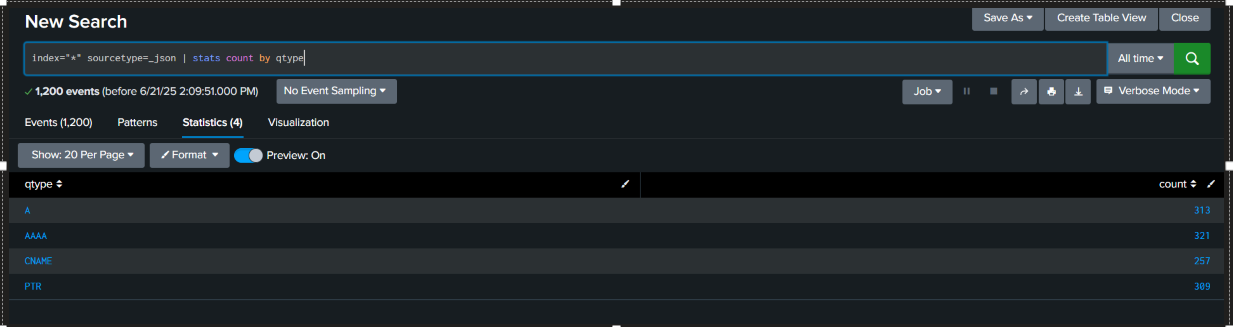 New Search
Save As ▾ Create Table View Close
index="*" sourcetype=_json | stats count by qtype
All time ▾
✓ 1,200 events (before 6/21/25 2:09:51.000 PM) No Event Sampling ▾
Job ▾ Verbose Mode ▾
Events (1,200) Patterns Statistics (4) Visualization
Show: 20 Per Page ▾ Format ▾ Preview: On
qtype count
A 313
AAAA 321
CNAME 257
PTR 309